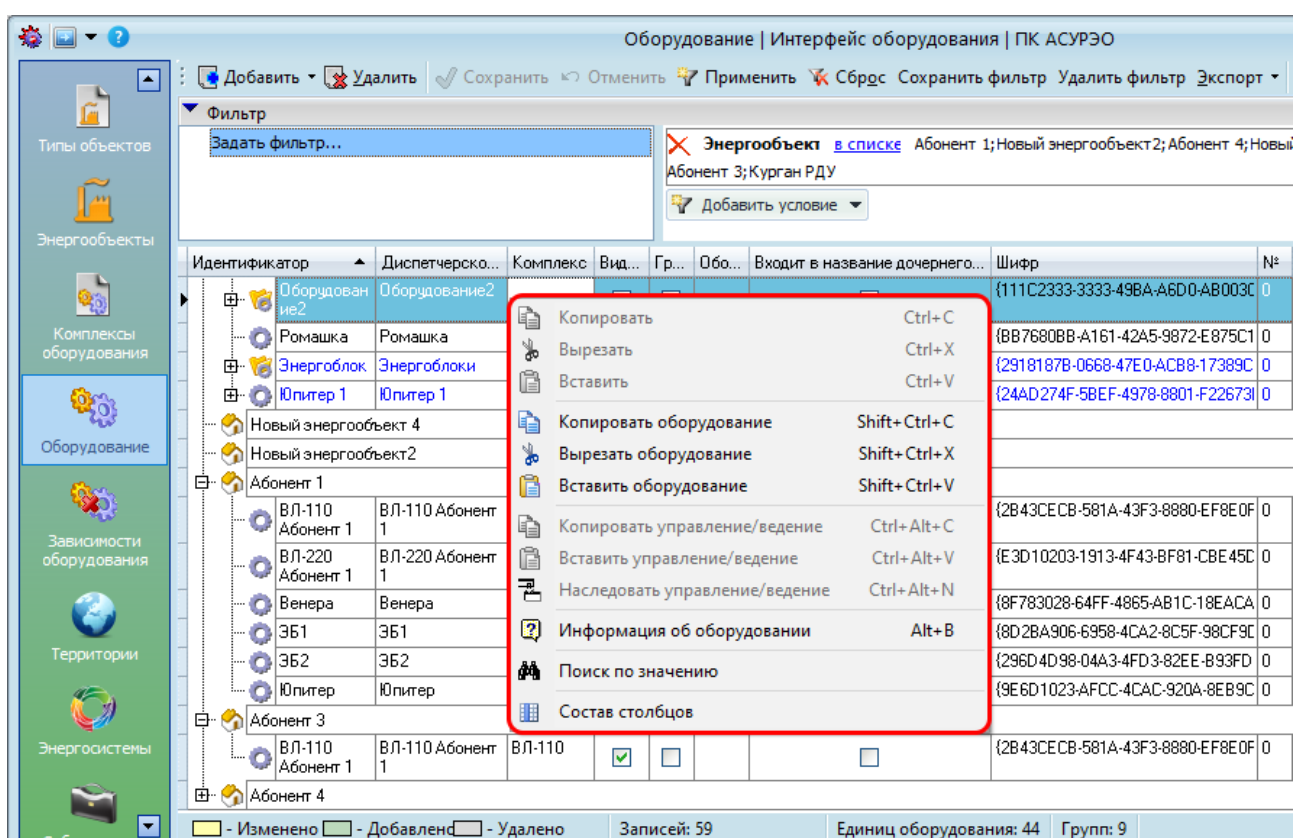 Оборудование | Интерфейс оборудования | ПК АСУРЭО
Добавить Удалить Сохранить Отменить Применить Сброс Сохранить фильтр Удалить фильтр Экспорт
Фильтр
Задать фильтр...
Энергообъект в списке Абонент 1;Новый энергообъект2;Абонент 4;Новый
Абонент 3;Курган РДУ
Добавить условие
Типы объектов
Энергообъекты
Комплексы
оборудования
Оборудование
Зависимости
оборудования
Территории
Энергосистемы
Идентификатор Диспетчерско... Комплекс Вид... Гр... Обо... Входит в название дочернего... Шифр №
Оборудован
ие2 Оборудование2 {111C2333-3333-49BA-A6D0-AB003C 0
Ромашка Ромашка {BB7680BB-A161-42A5-9872-E875C1 0
Энергоблок Энергоблоки {2918187B-0668-47E0-ACB8-17389C 0
Юпитер 1 Юпитер 1 {24AD274F-5BEF-4978-8801-F22673 0
Новый энергообъект 4
Новый энергообъект2
Абонент 1
ВЛ-110
Абонент 1 ВЛ-110 Абонент
1 {2B43CECB-581A-43F3-8880-EF8E0F 0
ВЛ-220
Абонент 1 ВЛ-220 Абонент
1 {E3D10203-1913-4F43-BF81-CBE45D 0
Венера Венера {8F783028-64FF-4865-AB1C-18EACA 0
ЭБ1 ЭБ1 {8D2BA906-6958-4CA2-8C5F-98CF9E 0
ЭБ2 ЭБ2 {296D4D98-04A3-4FD3-82EE-B93FD 0
Юпитер Юпитер {9E6D1023-AFCC-4CAC-920A-8EB9C 0
Абонент 3
ВЛ-110
Абонент 1 ВЛ-110 Абонент
1 ВЛ-110 {2B43CECB-581A-43F3-8880-EF8E0F 0
Абонент 4
Копировать Ctrl+C
Вырезать Ctrl+X
Вставить Ctrl+V
Копировать оборудование Shift+Ctrl+C
Вырезать оборудование Shift+Ctrl+X
Вставить оборудование Shift+Ctrl+V
Копировать управление/ведение Ctrl+Alt+C
Вставить управление/ведение Ctrl+Alt+V
Наследовать управление/ведение Ctrl+Alt+N
Информация об оборудовании Alt+B
Поиск по значению
Состав столбцов
- Изменено - Добавлено - Удалено Записей: 59 Единиц оборудования: 44 Групп: 9